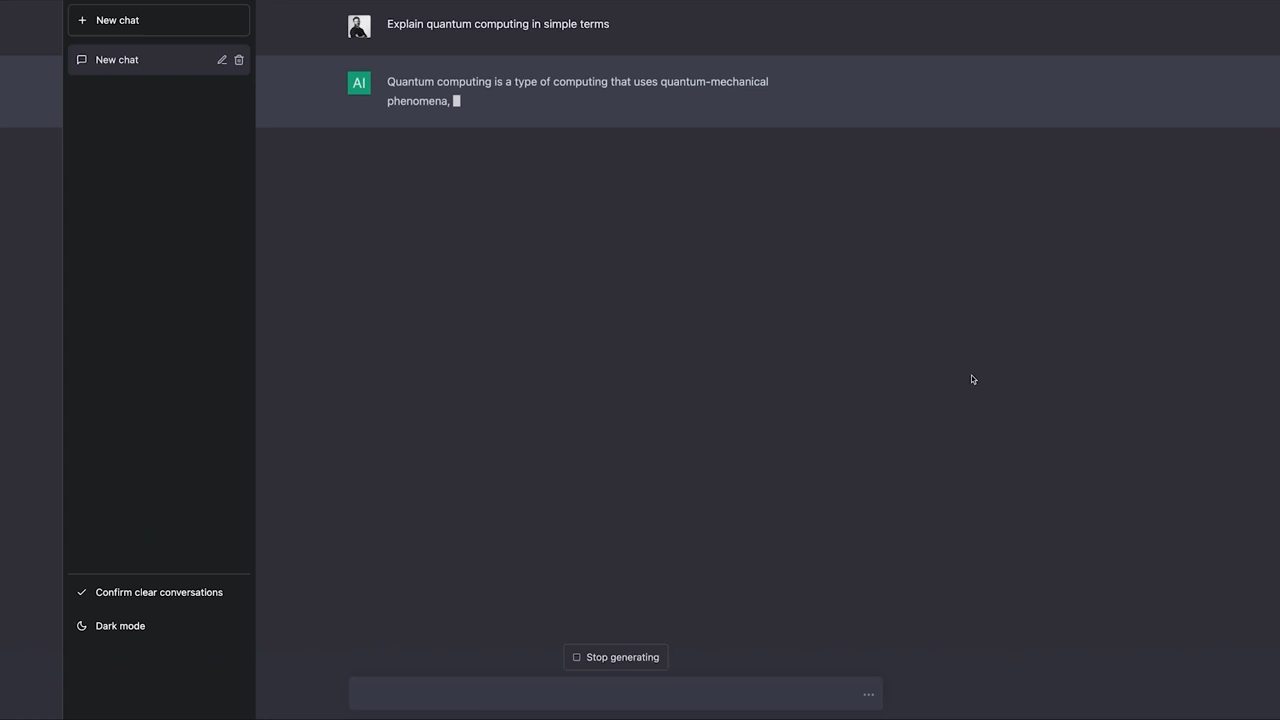 New chat
New chat
Confirm clear conversations
Dark mode
Explain quantum computing in simple terms
AI
Quantum computing is a type of computing that uses quantum-mechanical
phenomena,
Stop generating
...